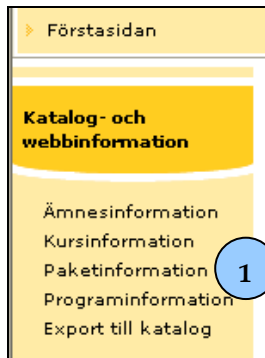 Förstasidan
Katalog- och
webbinformation
Ämnesinformation
Kursinformation
Paketinformation
1
Programinformation
Export till katalog